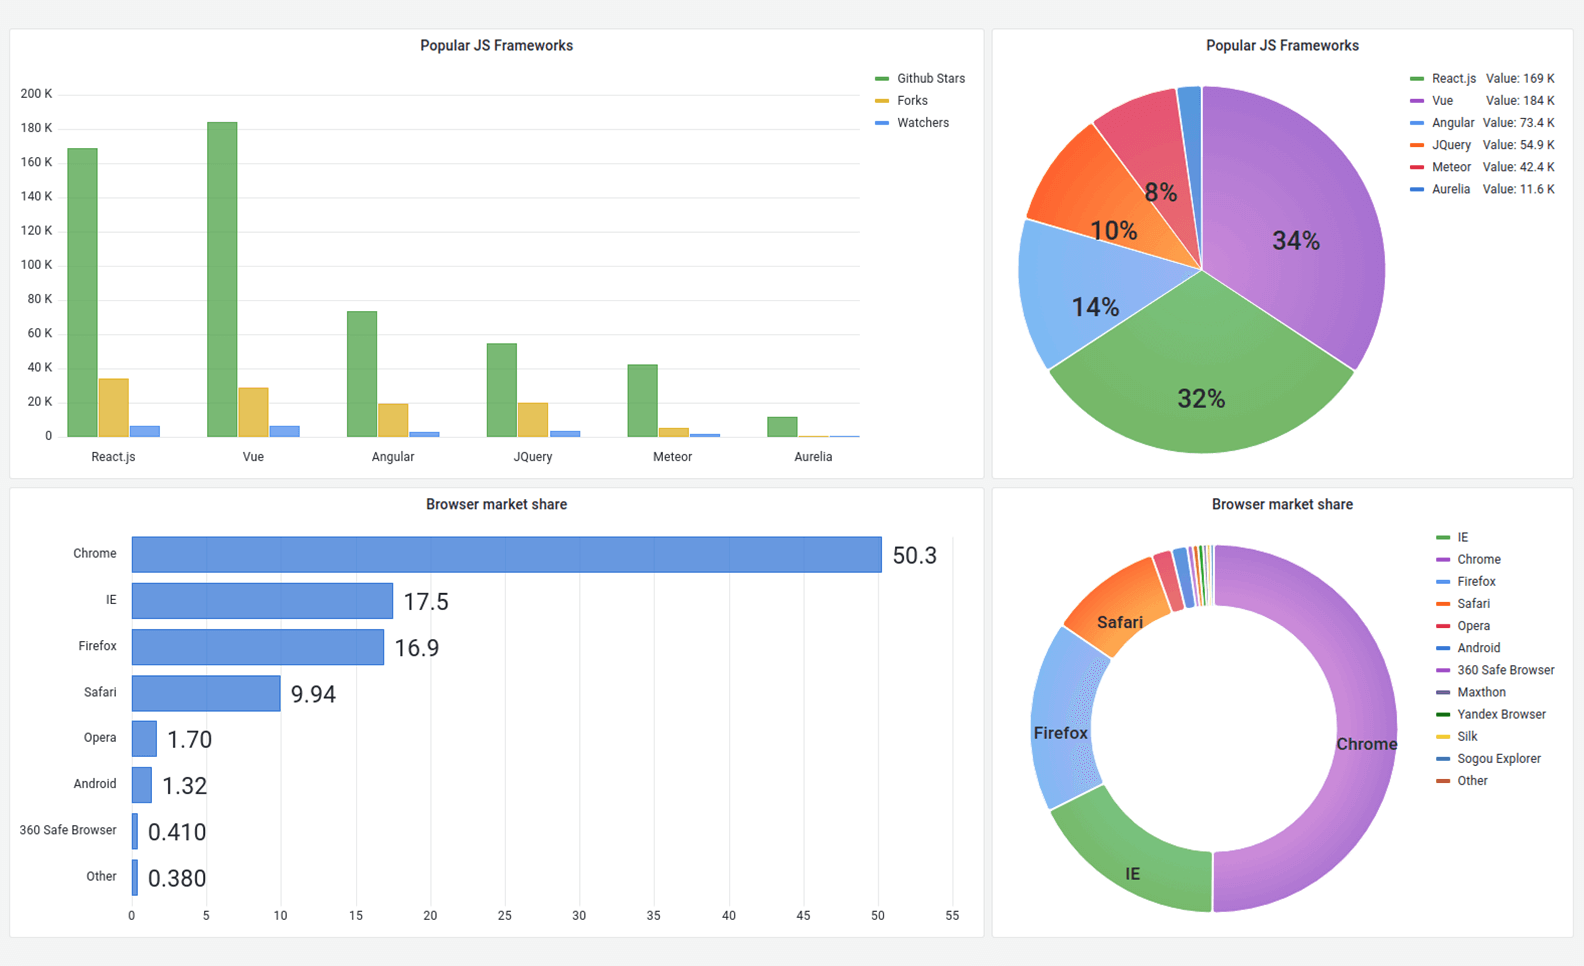 Popular JS Frameworks
Github Stars
Forks
Watchers
200 K
180 K
160 K
140 K
120 K
100 K
80 K
60 K
40 K
20 K
0
React.js Vue Angular JQuery Meteor Aurelia
Popular JS Frameworks
React.js Value: 169 K
Vue Value: 184 K
Angular Value: 73.4 K
JQuery Value: 54.9 K
Meteor Value: 42.4 K
Aurelia Value: 11.6 K
8%
10%
34%
14%
32%
Browser market share
Chrome 50.3
IE 17.5
Firefox 16.9
Safari 9.94
Opera 1.70
Android 1.32
360 Safe Browser 0.410
Other 0.380
0 5 10 15 20 25 30 35 40 45 50 55
Browser market share
IE
Chrome
Firefox
Safari
Opera
Android
360 Safe Browser
Maxthon
Yandex Browser
Silk
Sogou Explorer
Other
Safari
Firefox
Chrome
IE